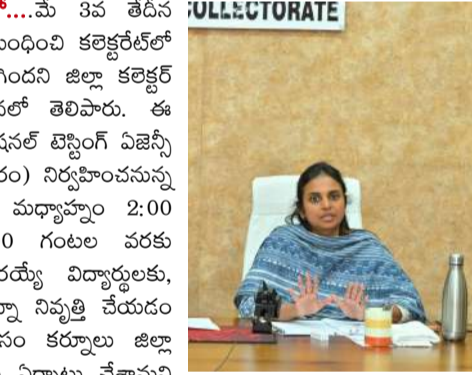 ....మే 3వ తేదీన
బంధించి కలెక్టరేట్‌లో
గిందని జిల్లా కలెక్టర్
నలో తెలిపారు. ఈ
షనల్ టెస్టింగ్ ఏజెన్సీ
రం) నిర్వహించనున్న
మధ్యాహ్నం 2:00
0 గంటల వరకు
రయ్యే విద్యార్థులకు,
న్నా నివృత్తి చేయడం
సం కర్నూలు జిల్లా
COLLECTORATE